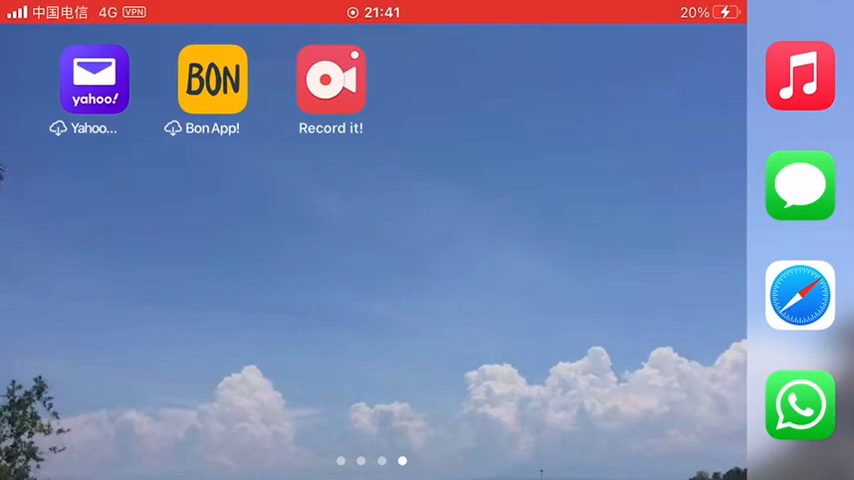 中国电信 4G VPN 21:41 20%
yahoo! BON
Yahoo... Bon App! Record it!